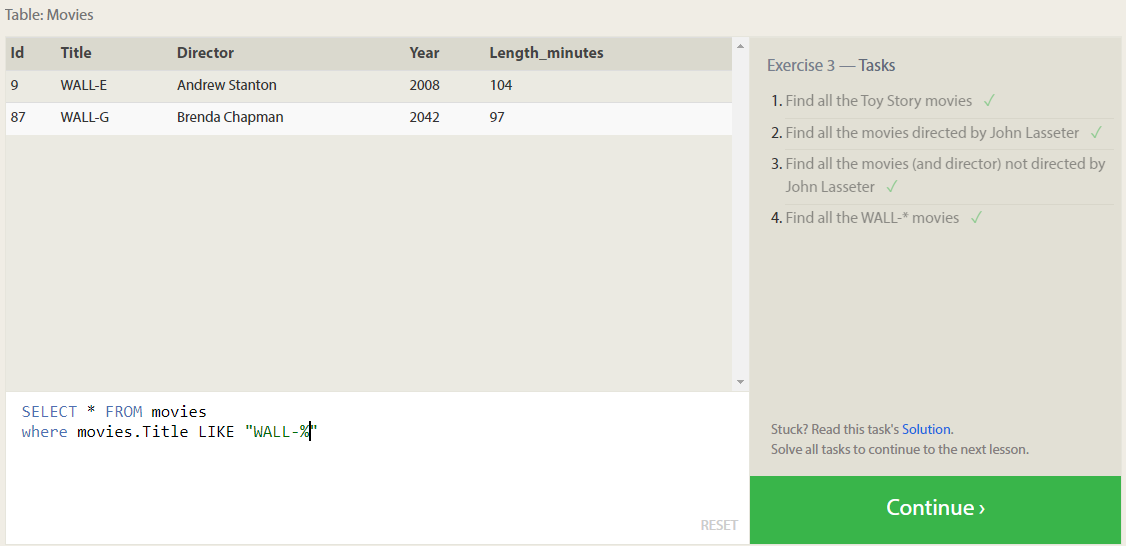 Table: Movies
Id Title Director Year Length_minutes
9 WALL-E Andrew Stanton 2008 104
87 WALL-G Brenda Chapman 2042 97
SELECT * FROM movies
where movies.Title LIKE "WALL-%"
RESET
Exercise 3 — Tasks
1. Find all the Toy Story movies ✓
2. Find all the movies directed by John Lasseter ✓
3. Find all the movies (and director) not directed by
John Lasseter ✓
4. Find all the WALL-* movies ✓
Stuck? Read this task's Solution.
Solve all tasks to continue to the next lesson.
Continue ›